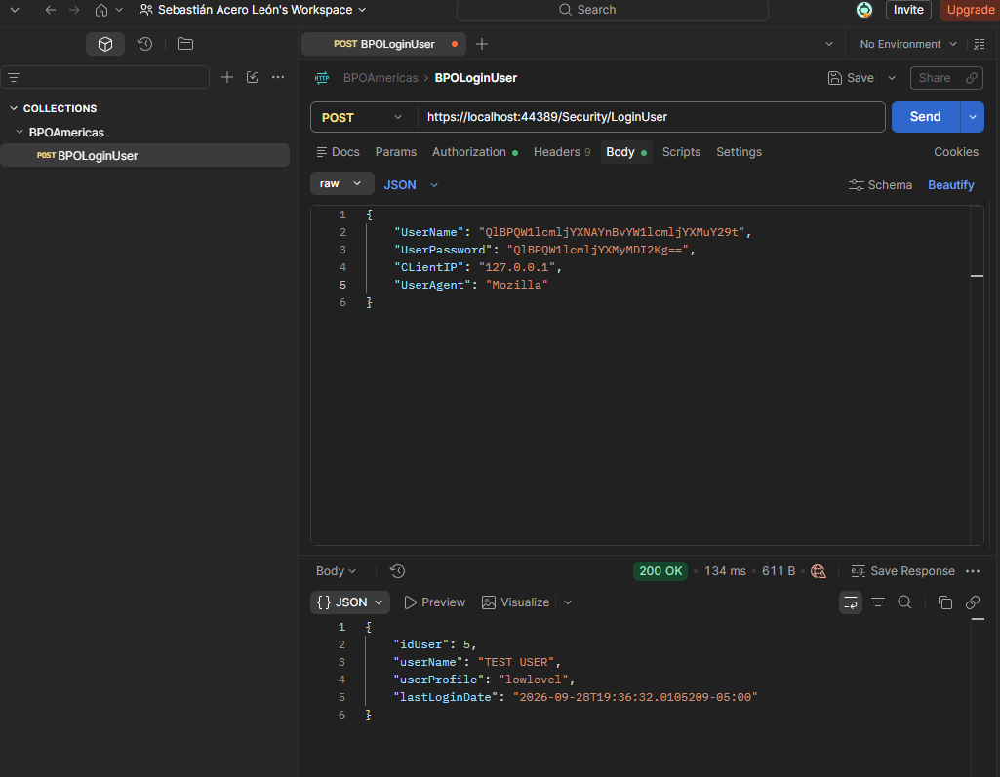 Sebastián Acero León's Workspace
Search
Invite
Upgrade
POST BPOLoginUser
No Environment
COLLECTIONS
BPOAmericas
POST BPOLoginUser
HTTP BPOAmericas > BPOLoginUser
Save
Share
POST
https://localhost:44389/Security/LoginUser
Send
Docs
Params
Authorization
Headers 9
Body
Scripts
Settings
Cookies
raw
JSON
Schema
Beautify
1 {
2 "UserName": "QlBPQW1lcmljYXNAYnBvYW1lcmljYXMuY29t",
3 "UserPassword": "QlBPQW1lcmljYXMyMDI2Kg==",
4 "CLientIP": "127.0.0.1",
5 "UserAgent": "Mozilla"
6 }
Body
200 OK • 134 ms • 611 B
e.g. Save Response
{} JSON
Preview
Visualize
1 {
2 "idUser": 5,
3 "userName": "TEST USER",
4 "userProfile": "lowlevel",
5 "lastLoginDate": "2026-09-28T19:36:32.0105209-05:00"
6 }